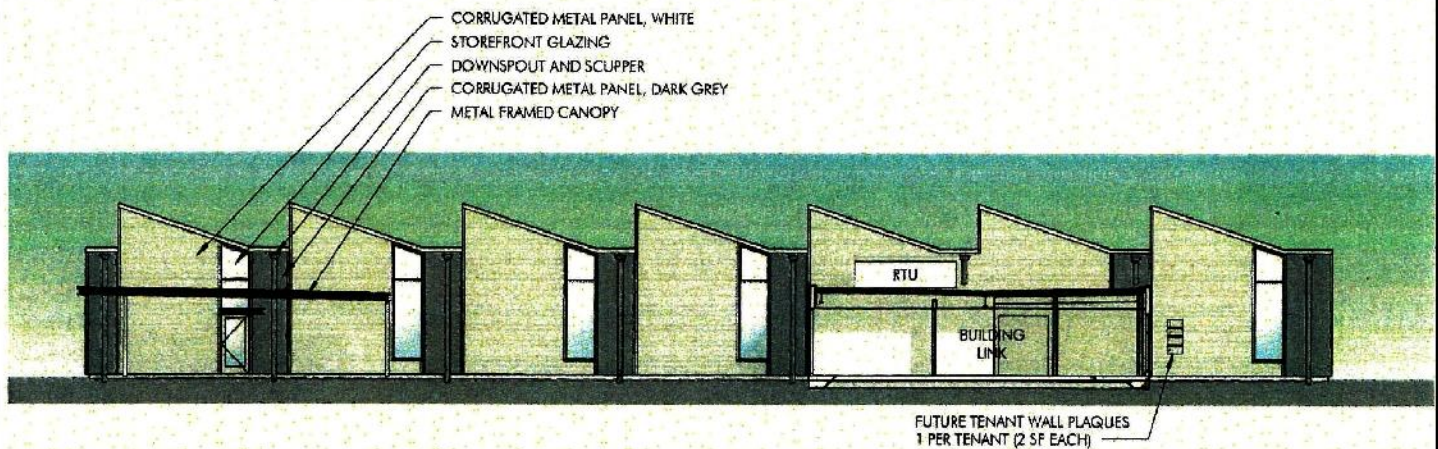 CORRUGATED METAL PANEL, WHITE
STOREFRONT GLAZING
DOWNSPOUT AND SCUPPER
CORRUGATED METAL PANEL, DARK GREY
METAL FRAMED CANOPY
RTU
BUILDING
LINK
FUTURE TENANT WALL PLAQUES
1 PER TENANT (2 SF EACH)